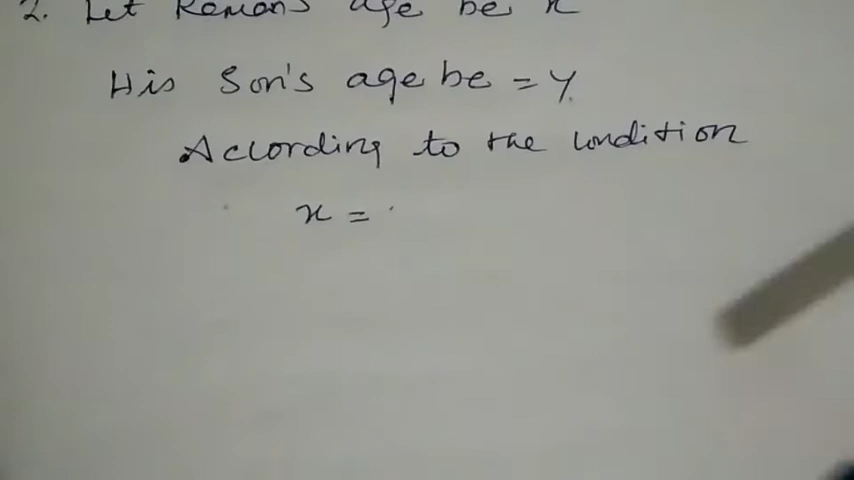 2. Let Raman's age be x
His Son's age be = y.
According to the condition
x =